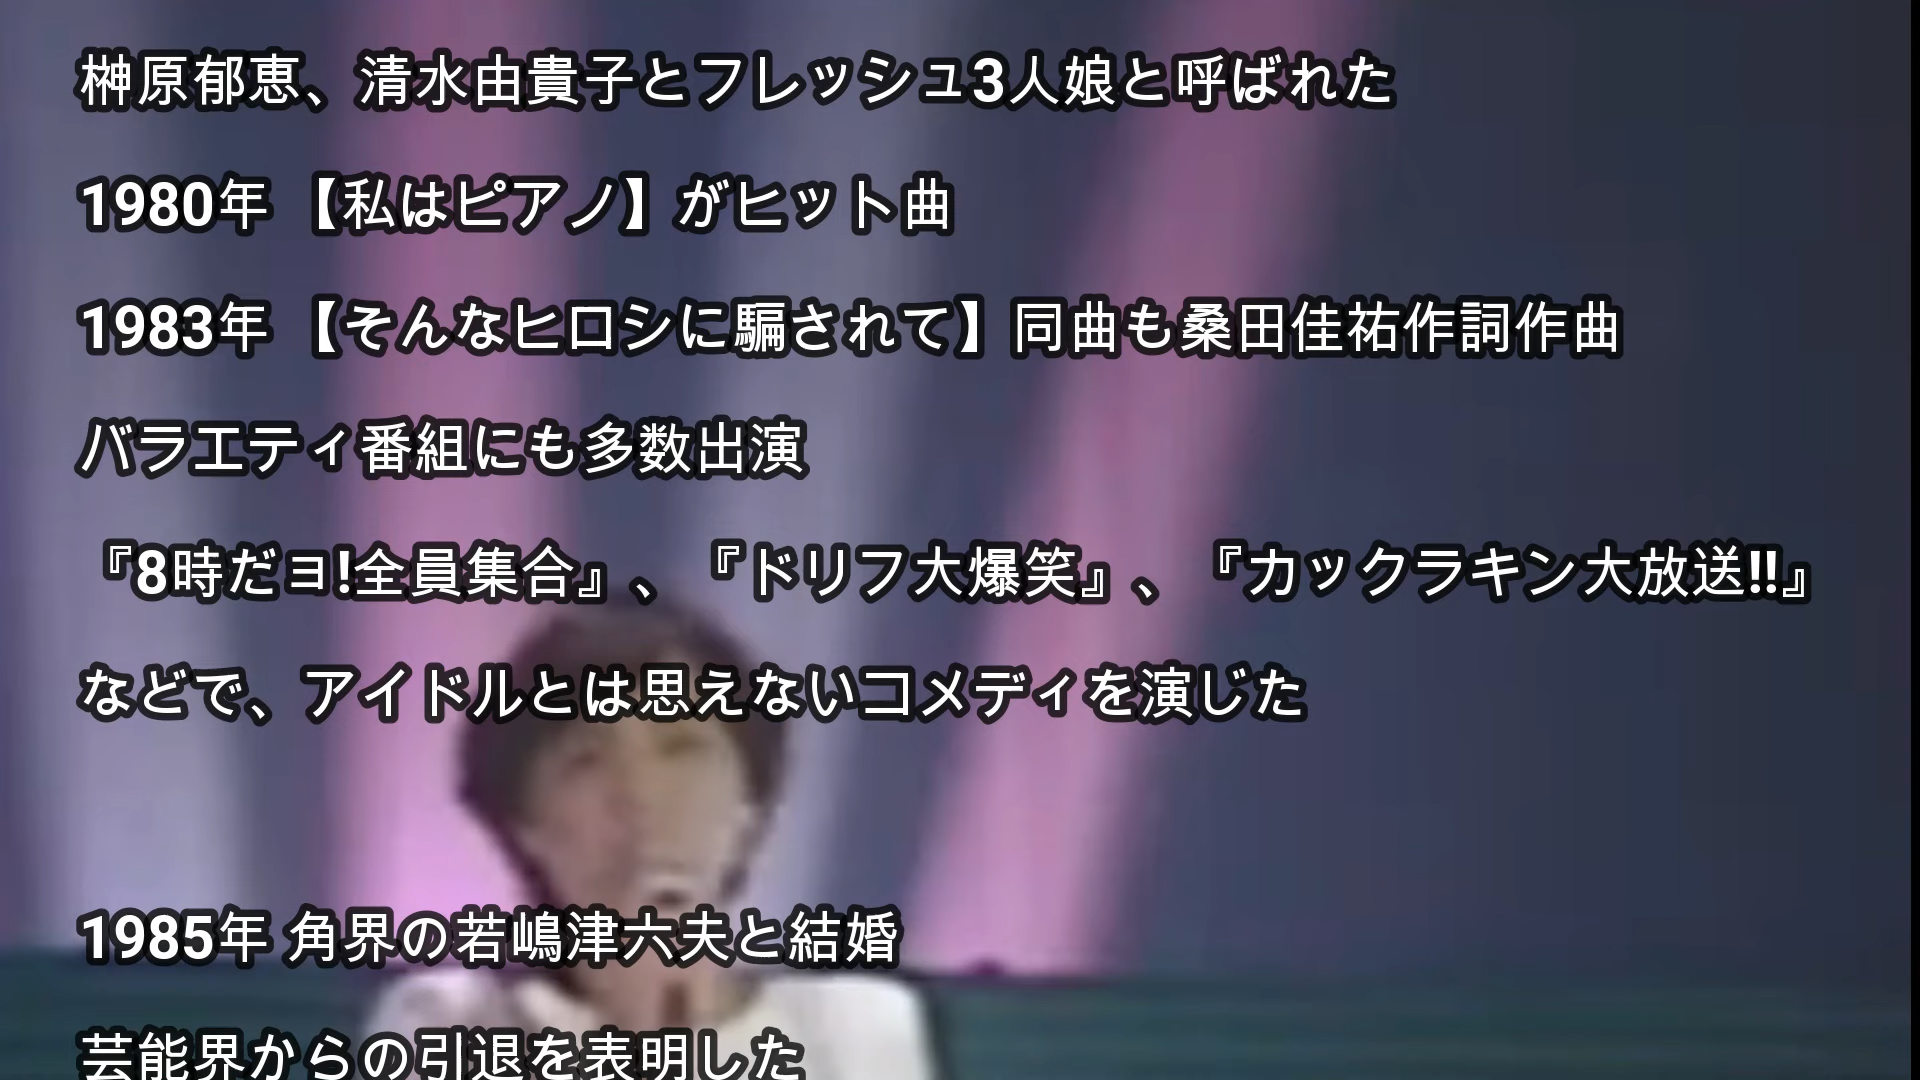 榊原郁恵、清水由貴子とフレッシュ3人娘と呼ばれた
1980年 【私はピアノ】がヒット曲
1983年 【そんなヒロシに騙されて】同曲も桑田佳祐作詞作曲
バラエティ番組にも多数出演
『8時だヨ!全員集合』、『ドリフ大爆笑』、『カックラキン大放送!!』
などで、アイドルとは思えないコメディを演じた
1985年 角界の若嶋津六夫と結婚
芸能界からの引退を表明した